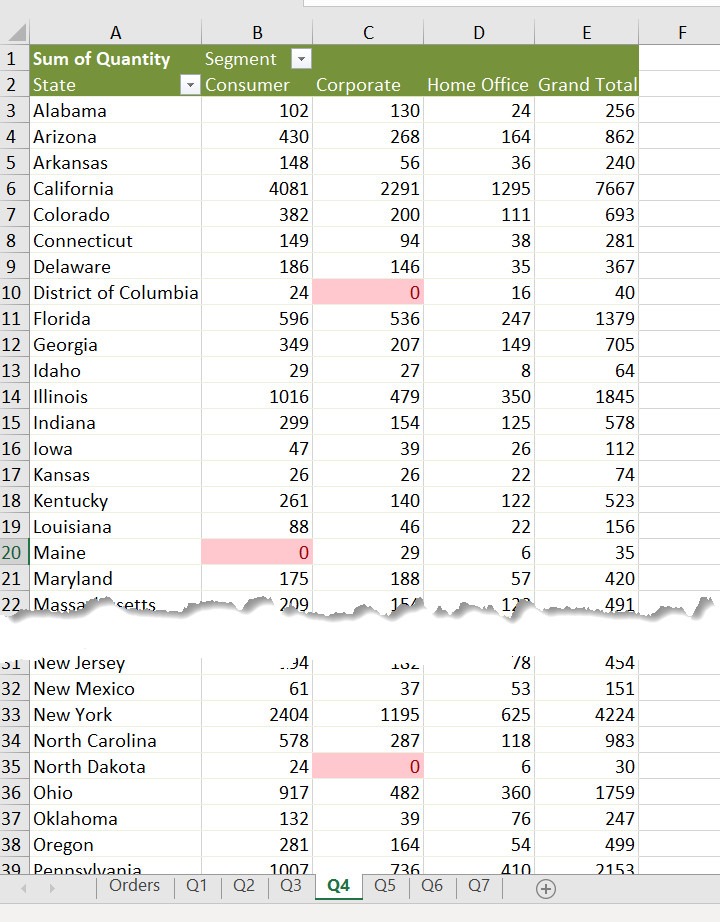 A B C D E F
1 Sum of Quantity Segment
2 State Consumer Corporate Home Office Grand Total
3 Alabama 102 130 24 256
4 Arizona 430 268 164 862
5 Arkansas 148 56 36 240
6 California 4081 2291 1295 7667
7 Colorado 382 200 111 693
8 Connecticut 149 94 38 281
9 Delaware 186 146 35 367
10 District of Columbia 24 0 16 40
11 Florida 596 536 247 1379
12 Georgia 349 207 149 705
13 Idaho 29 27 8 64
14 Illinois 1016 479 350 1845
15 Indiana 299 154 125 578
16 Iowa 47 39 26 112
17 Kansas 26 26 22 74
18 Kentucky 261 140 122 523
19 Louisiana 88 46 22 156
20 Maine 0 29 6 35
21 Maryland 175 188 57 420
22 209 491
31 New Jersey 78 454
32 New Mexico 61 37 53 151
33 New York 2404 1195 625 4224
34 North Carolina 578 287 118 983
35 North Dakota 24 0 6 30
36 Ohio 917 482 360 1759
37 Oklahoma 132 39 76 247
38 Oregon 281 164 54 499
39 Pennsylvania 1007 736 410 2153
Orders Q1 Q2 Q3 Q4 Q5 Q6 Q7